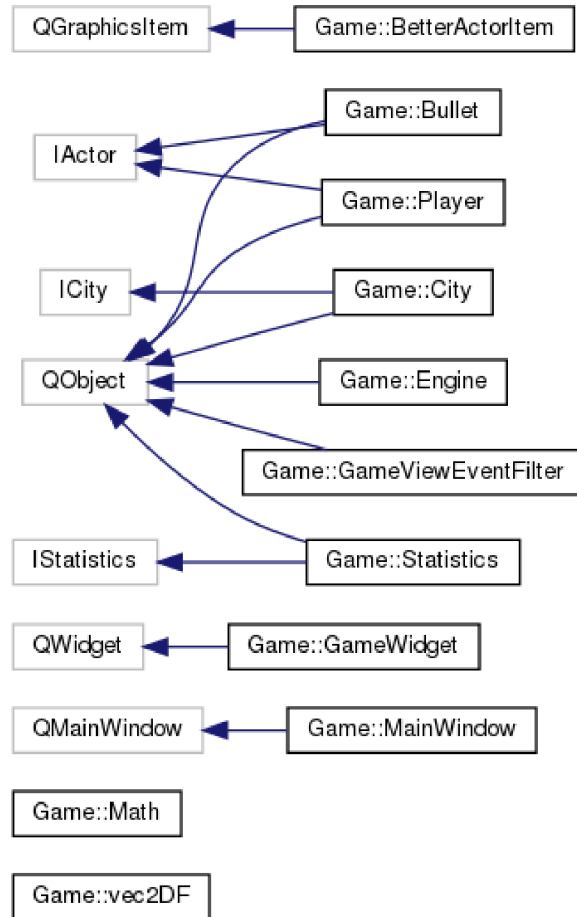 QGraphicsItem
Game::BetterActorItem
Game::Bullet
IActor
Game::Player
ICity
Game::City
QObject
Game::Engine
Game::GameViewEventFilter
IStatistics
Game::Statistics
QWidget
Game::GameWidget
QMainWindow
Game::MainWindow
Game::Math
Game::vec2DF